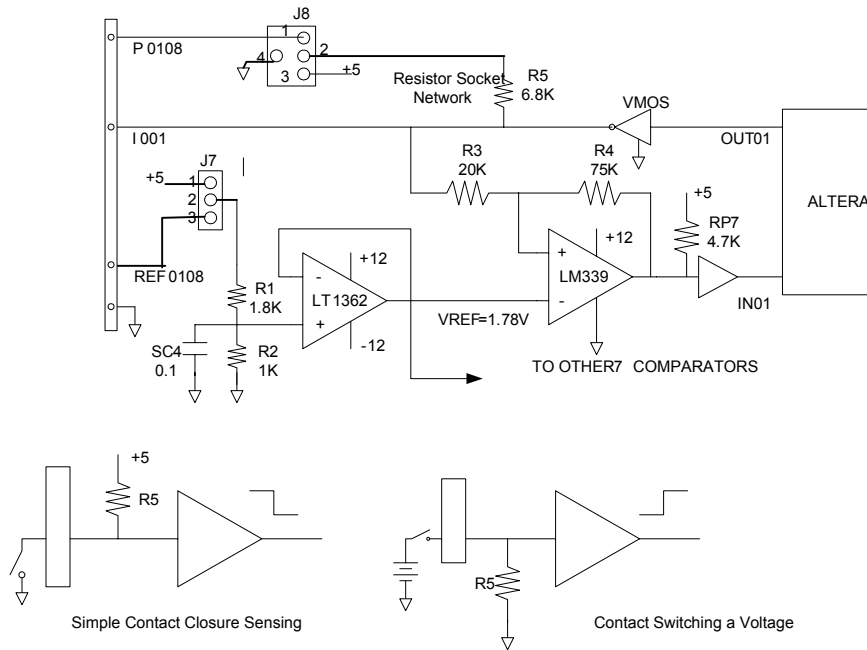 J8
1
P 0108
4
2
3
+5
Resistor Socket
Network
R5
6.8K
VMOS
I 001
OUT01
J7
+5
1
2
3
R3
20K
R4
75K
+5
RP7
4.7K
ALTERA
REF 0108
+12
-
LT1362
+
-12
R1
1.8K
SC4
0.1
R2
1K
+12
+
LM339
-
VREF=1.78V
IN01
TO OTHER7 COMPARATORS
+5
R5
R5
Simple Contact Closure Sensing
Contact Switching a Voltage